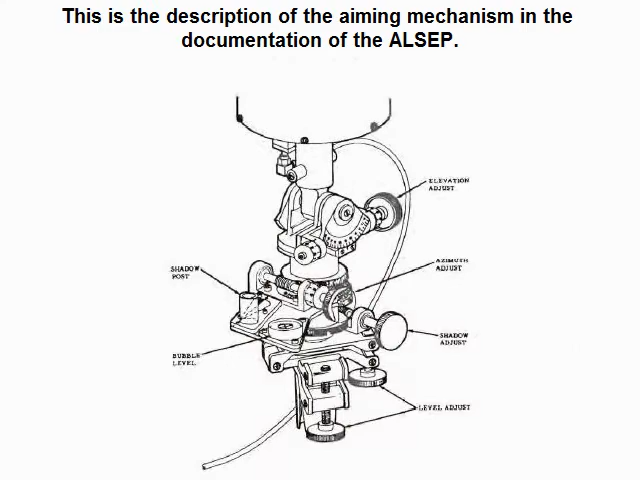 This is the description of the aiming mechanism in the
documentation of the ALSEP.
ELEVATION
ADJUST
AZIMUTH
ADJUST
SHADOW
POST
SHADOW
ADJUST
BUBBLE
LEVEL
LEVEL ADJUST